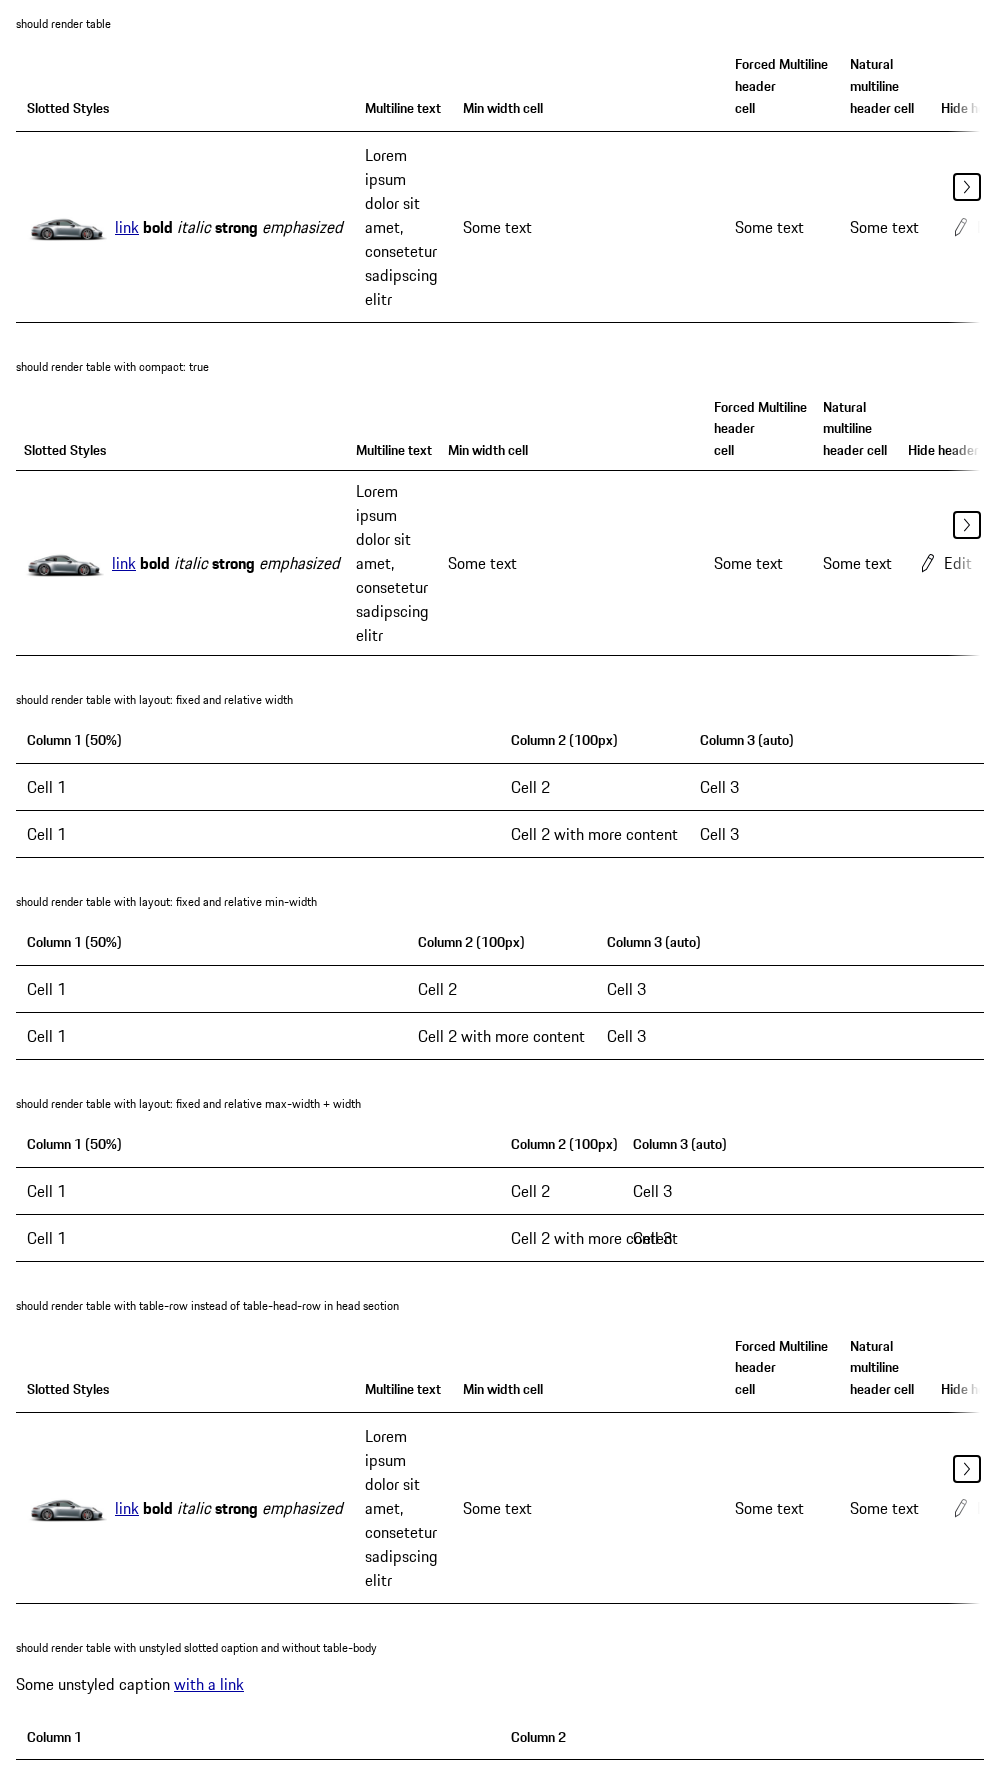 should render table
Forced Multiline Natural
header multiline
Slotted Styles Multiline text Min width cell cell header cell Hide h
Lorem
ipsum
dolor sit
link bold italic strong emphasized amet, Some text Some text Some text
consetetur
sadipscing
elitr
should render table with compact: true
Forced Multiline Natural
header multiline
Slotted Styles Multiline text Min width cell cell header cell Hide header
Lorem
ipsum
dolor sit
link bold italic strong emphasized amet, Some text Some text Some text Edit
consetetur
sadipscing
elitr
should render table with layout: fixed and relative width
Column 1 (50%) Column 2 (100px) Column 3 (auto)
Cell 1 Cell 2 Cell 3
Cell 1 Cell 2 with more content Cell 3
should render table with layout: fixed and relative min-width
Column 1 (50%) Column 2 (100px) Column 3 (auto)
Cell 1 Cell 2 Cell 3
Cell 1 Cell 2 with more content Cell 3
should render table with layout: fixed and relative max-width + width
Column 1 (50%) Column 2 (100px) Column 3 (auto)
Cell 1 Cell 2 Cell 3
Cell 1 Cell 2 with more content Cell 3
should render table with table-row instead of table-head-row in head section
Forced Multiline Natural
header multiline
Slotted Styles Multiline text Min width cell cell header cell Hide h
Lorem
ipsum
dolor sit
link bold italic strong emphasized amet, Some text Some text Some text
consetetur
sadipscing
elitr
should render table with unstyled slotted caption and without table-body
Some unstyled caption with a link
Column 1 Column 2